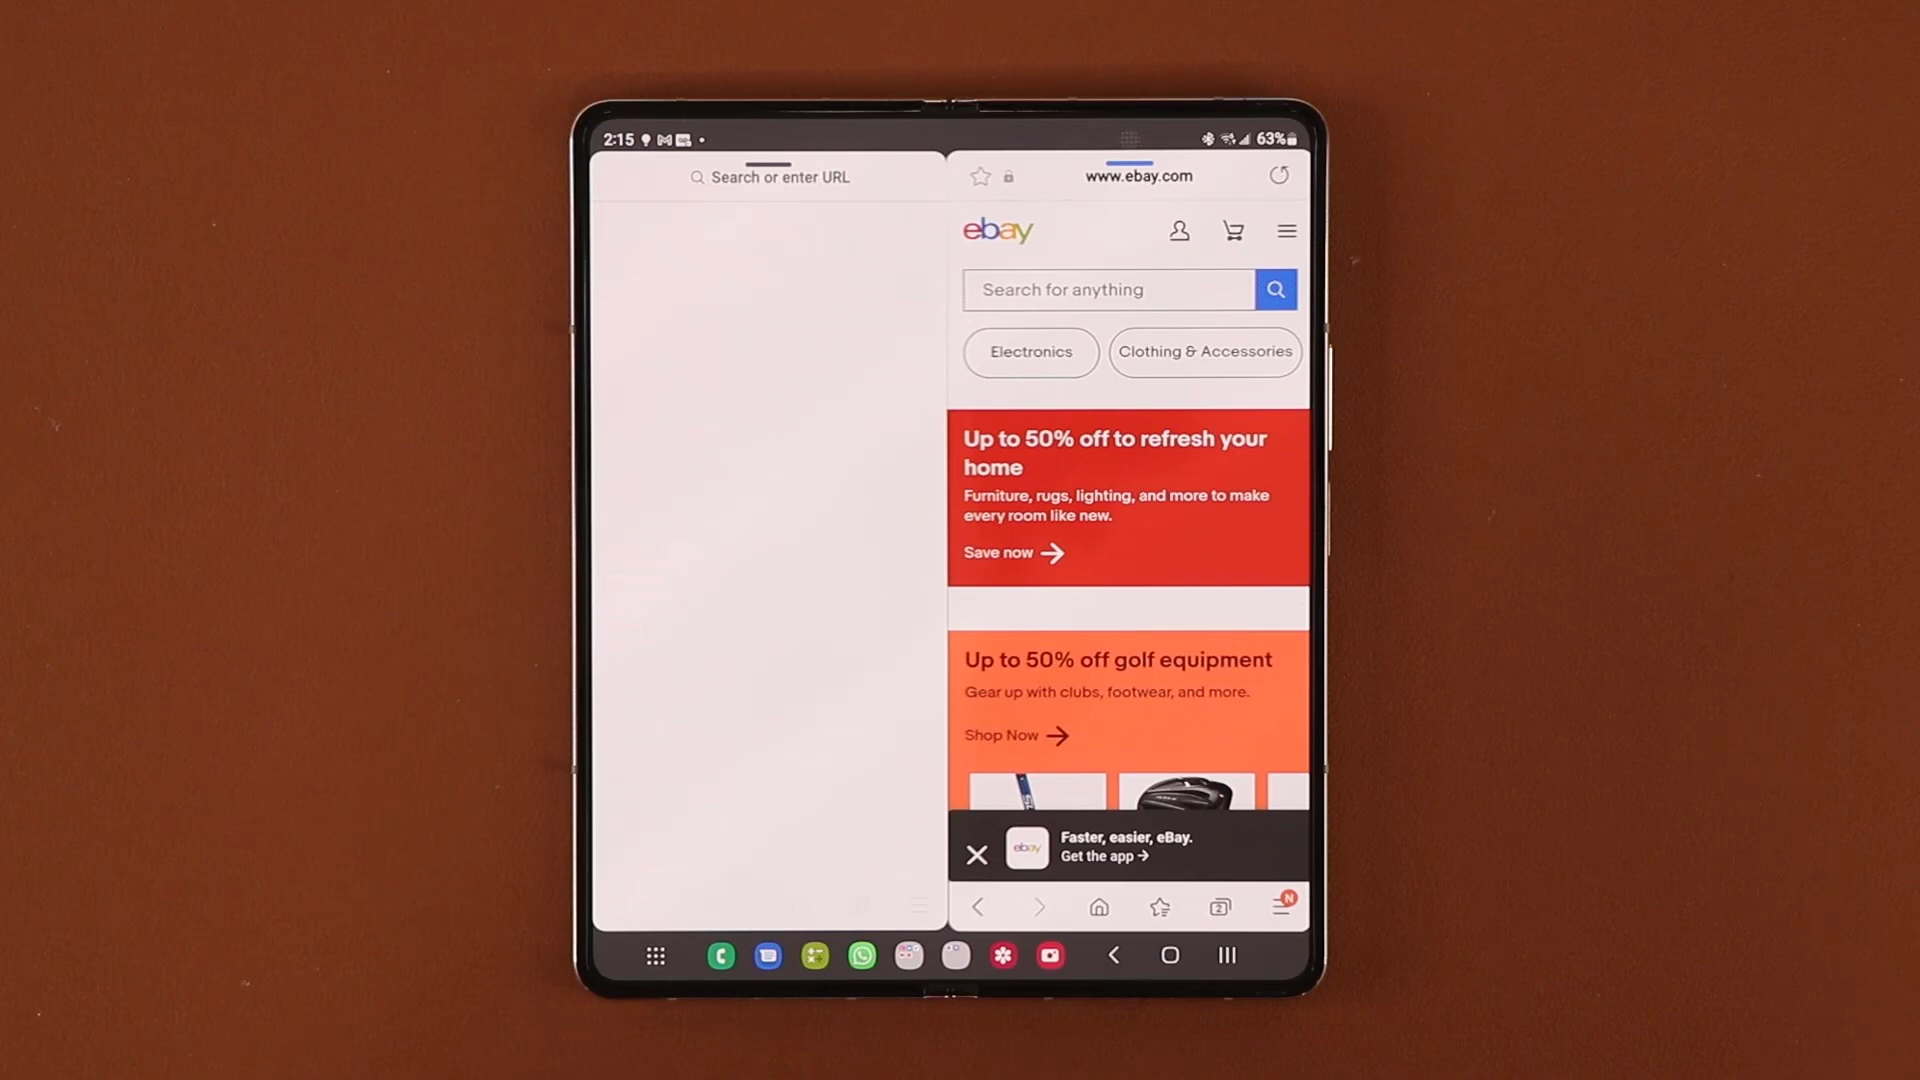 2:15
63%
Search or enter URL
www.ebay.com
ebay
Search for anything
Electronics
Clothing & Accessories
Up to 50% off to refresh your
home
Furniture, rugs, lighting, and more to make
every room like new.
Save now
Up to 50% off golf equipment
Gear up with clubs, footwear, and more.
Shop Now
ebay
Faster, easier, eBay.
Get the app
2
N